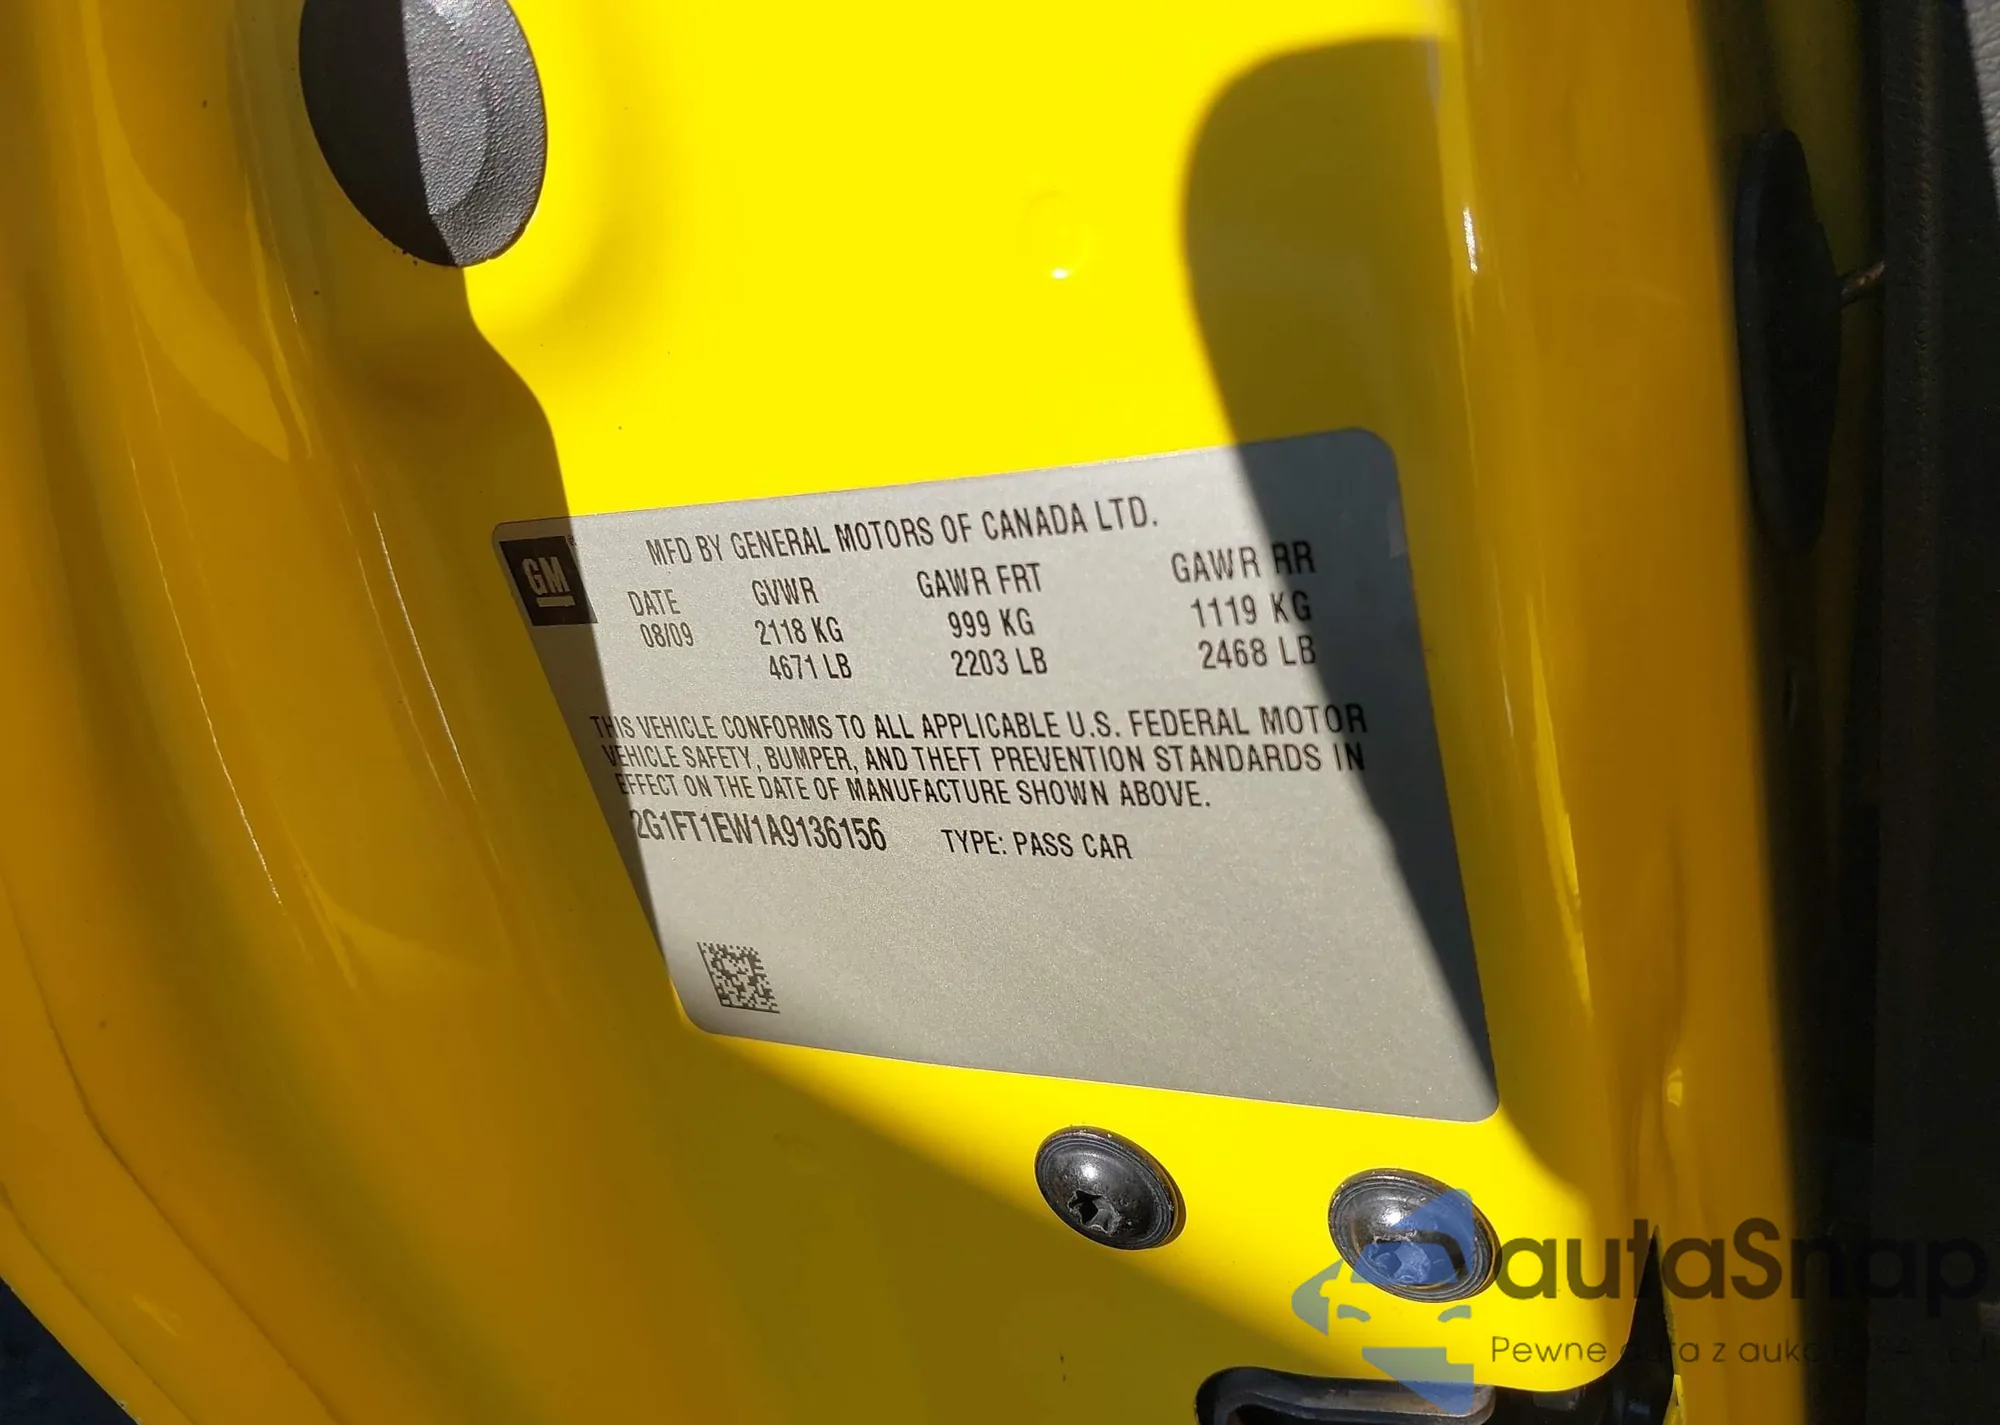 GM
MFD BY GENERAL MOTORS OF CANADA LTD.
DATE GVWR GAWR FRT GAWR RR
08/09 2118 KG 999 KG 1119 KG
4671 LB 2203 LB 2468 LB
THIS VEHICLE CONFORMS TO ALL APPLICABLE U.S. FEDERAL MOTOR
VEHICLE SAFETY, BUMPER, AND THEFT PREVENTION STANDARDS IN
EFFECT ON THE DATE OF MANUFACTURE SHOWN ABOVE.
2G1FT1EW1A9136156 TYPE: PASS CAR
autaSnap
Pewne auta z